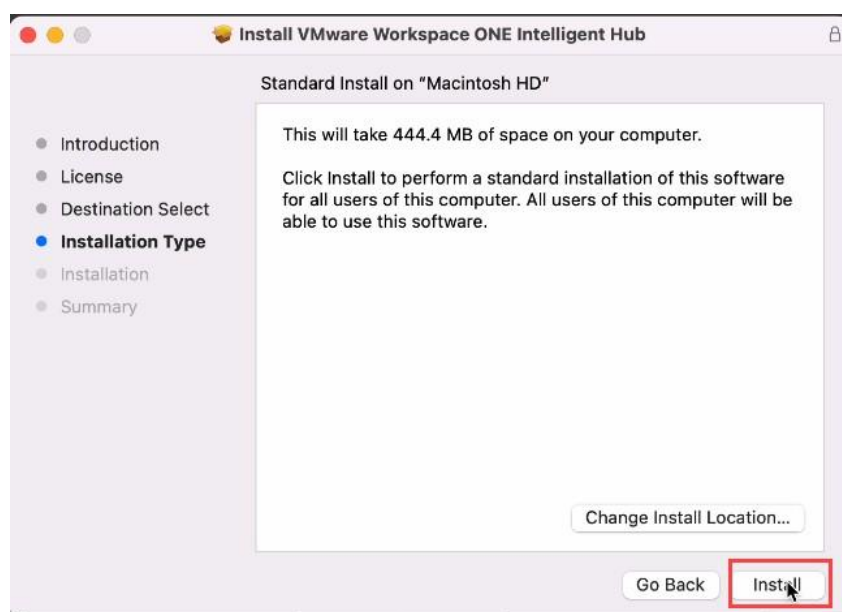 Install VMware Workspace ONE Intelligent Hub
Standard Install on "Macintosh HD"
Introduction
License
Destination Select
Installation Type
Installation
Summary
This will take 444.4 MB of space on your computer.
Click Install to perform a standard installation of this software
for all users of this computer. All users of this computer will be
able to use this software.
Change Install Location...
Go Back
Install